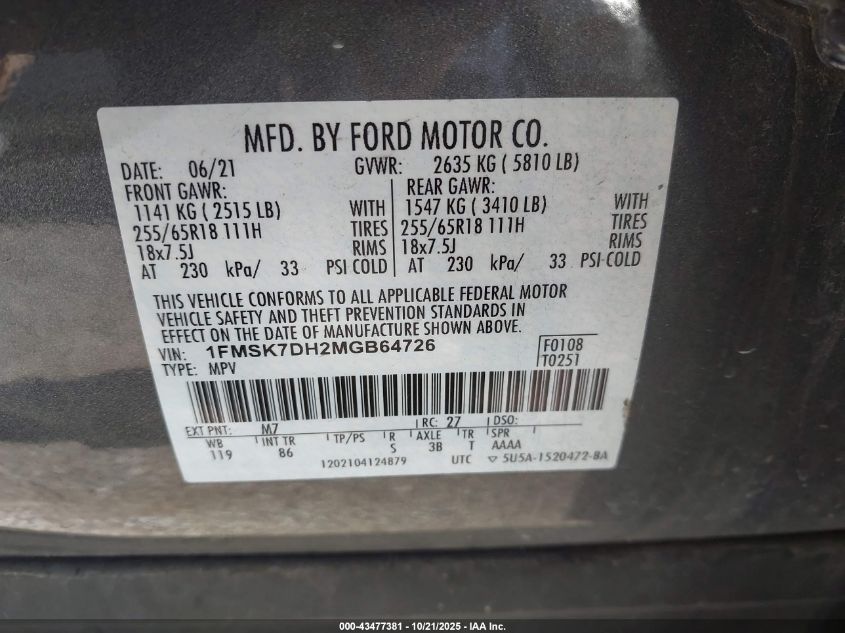 MFD. BY FORD MOTOR CO.
DATE: 06/21 GVWR: 2635 KG ( 5810 LB)
FRONT GAWR: REAR GAWR:
1141 KG ( 2515 LB) WITH 1547 KG ( 3410 LB) WITH
255/65R18 111H TIRES 255/65R18 111H TIRES
18x7.5J RIMS 18x7.5J RIMS
AT 230 kPa/ 33 PSI COLD AT 230 kPa/ 33 PSI COLD
THIS VEHICLE CONFORMS TO ALL APPLICABLE FEDERAL MOTOR
VEHICLE SAFETY AND THEFT PREVENTION STANDARDS IN
EFFECT ON THE DATE OF MANUFACTURE SHOWN ABOVE.
VIN: 1FMSK7DH2MGB64726 F0108
TYPE: MPV T0251
EXT PNT: M7 RC: 27 DSO:
WB INT TR TP/PS R AXLE TR SPR
119 86 S 3B T AAAA
1202104124879 UTC ▽ 5U5A-1520472-BA
000-43477381 - 10/21/2025 - IAA Inc.